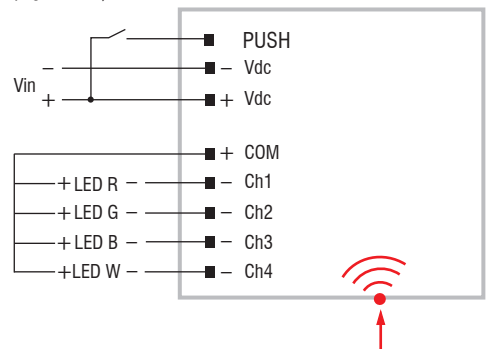 PUSH
− − Vdc
Vin
+ + Vdc
+ COM
+ LED R − − Ch1
+ LED G − − Ch2
+ LED B − − Ch3
+LED W − − Ch4